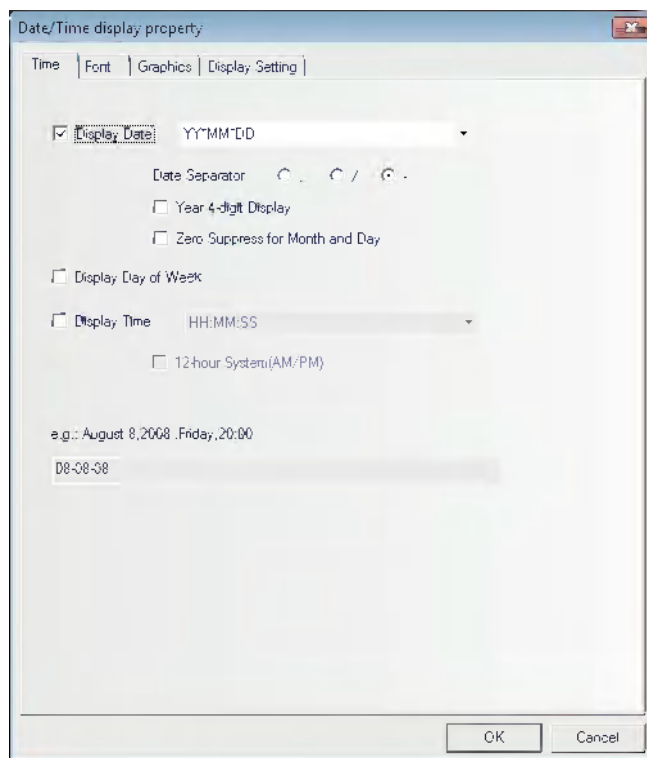 Date/Time display property
Time Font Graphics Display Setting
Display Date YY*MM*DD
Date Separator . / -
Year 4-digit Display
Zero Suppress for Month and Day
Display Day of Week
Display Time HH:MM:SS
12-hour System(AM/PM)
e.g.: August 8,2008 .Friday,20:00
08-08-08
OK Cancel